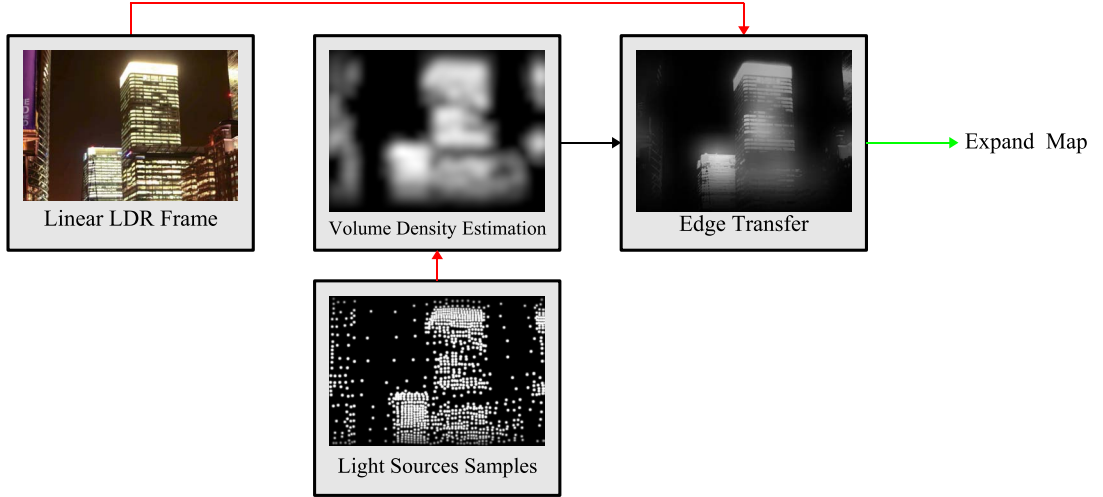 Linear LDR Frame
Volume Density Estimation
Edge Transfer
Expand Map
Light Sources Samples